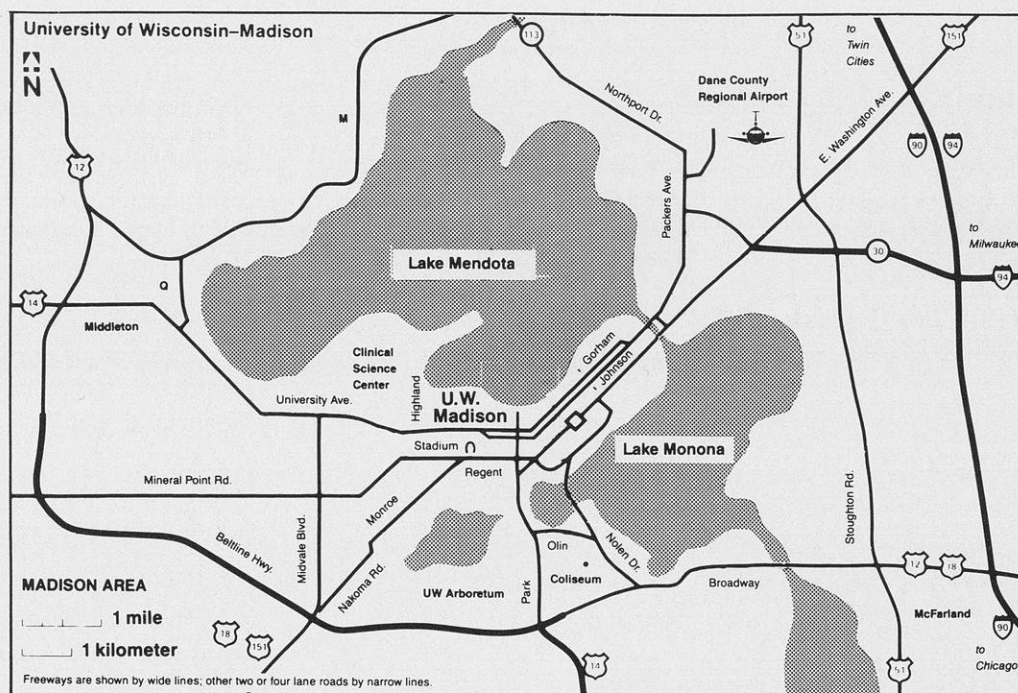 University of Wisconsin–Madison
N
113
51
to
Twin
Cities
151
Dane County
Regional Airport
Northport Dr.
E. Washington Ave.
M
12
90
94
Packers Ave.
to
Milwaukee
Lake Mendota
30
94
Q
14
Middleton
Gorham
Johnson
Clinical
Science
Center
Highland
U.W.
Madison
University Ave.
Stadium
Lake Monona
Regent
Mineral Point Rd.
Monroe
Stoughton Rd.
Beltline Hwy.
Midvale Blvd.
Nolen Dr.
Olin
Nakoma Rd.
Coliseum
Broadway
12
18
MADISON AREA
UW Arboretum
Park
McFarland
1 mile
18
151
90
1 kilometer
to
Chicago
14
51
Freeways are shown by wide lines; other two or four lane roads by narrow lines.